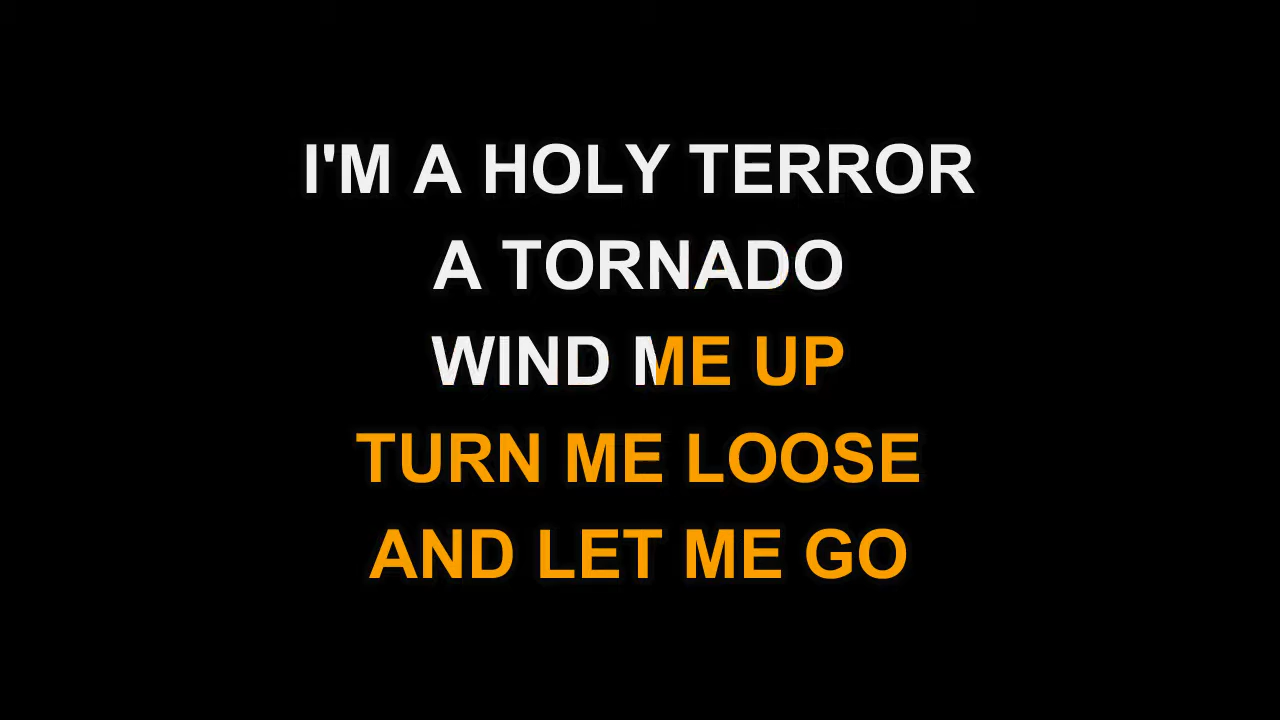 I'M A HOLY TERROR
A TORNADO
WIND ME UP
TURN ME LOOSE
AND LET ME GO